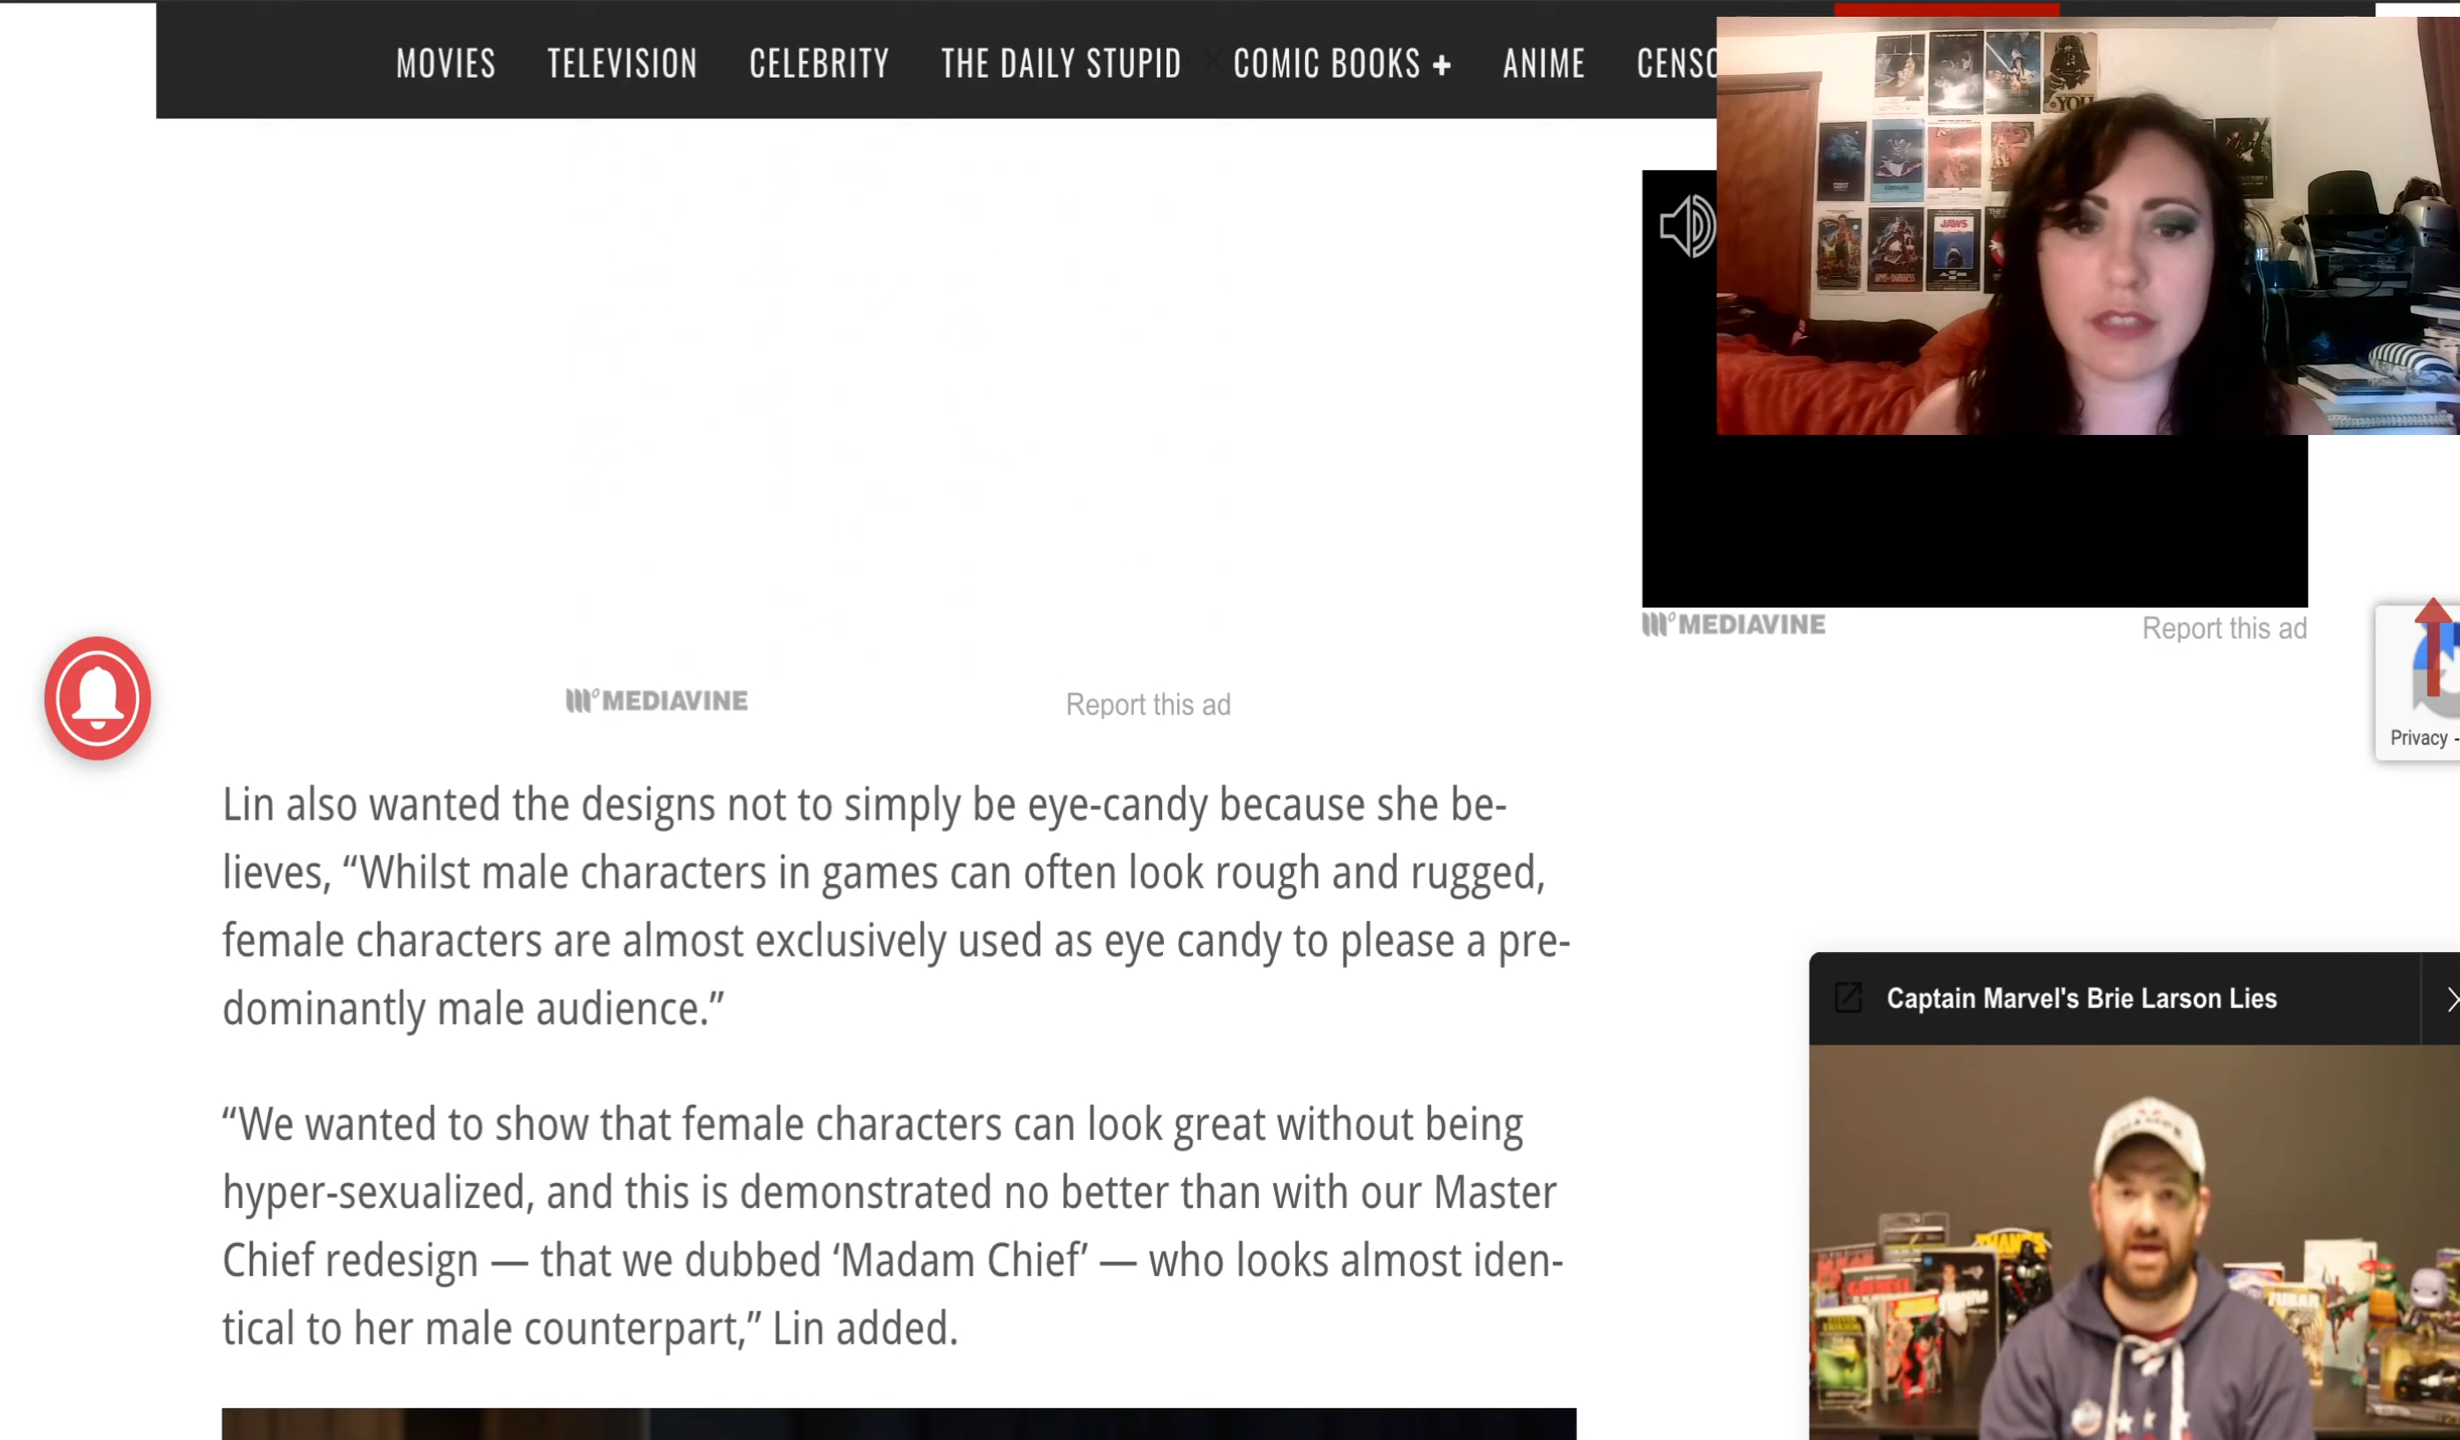 MOVIES TELEVISION CELEBRITY THE DAILY STUPID COMIC BOOKS + ANIME CENSO
YOU
JAWS
MEDIAVINE Report this ad
Privacy -
MEDIAVINE Report this ad
Lin also wanted the designs not to simply be eye-candy because she be-
lieves, “Whilst male characters in games can often look rough and rugged,
female characters are almost exclusively used as eye candy to please a pre-
dominantly male audience.”
Captain Marvel's Brie Larson Lies
“We wanted to show that female characters can look great without being
hyper-sexualized, and this is demonstrated no better than with our Master
Chief redesign — that we dubbed ‘Madam Chief’ — who looks almost iden-
tical to her male counterpart,” Lin added.